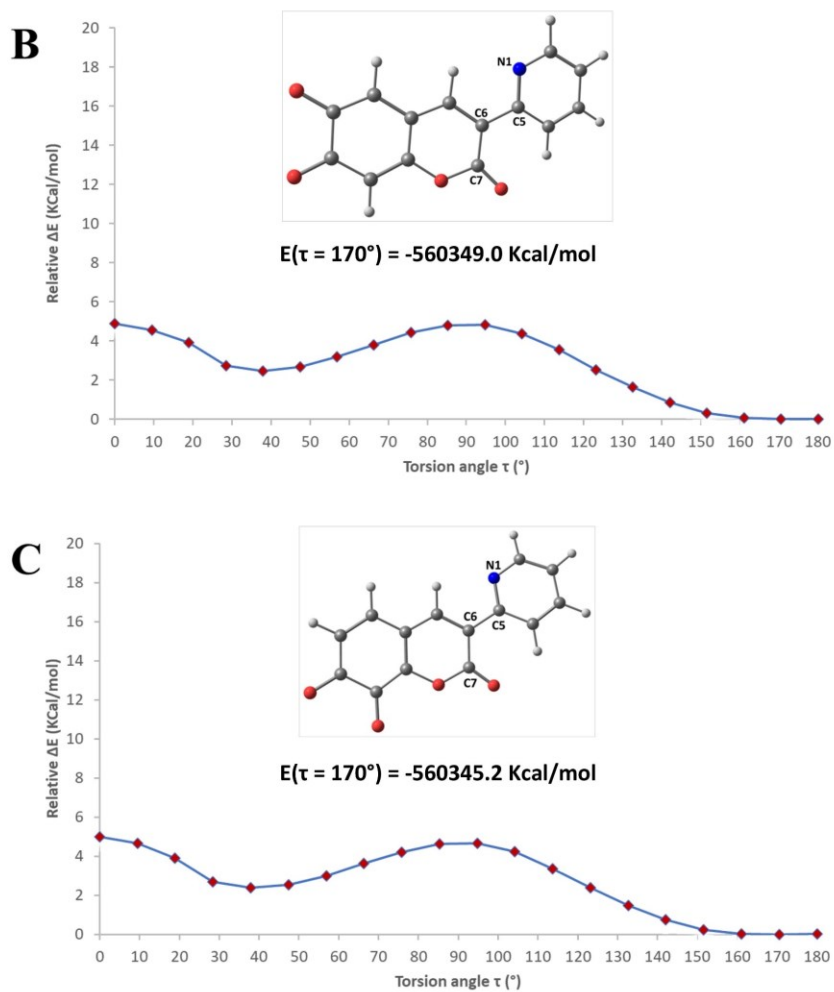 B
Relative ΔE (KCal/mol)
20
18
16
14
12
10
8
6
4
2
0
N1
C6
C5
C7
E(τ = 170°) = -560349.0 Kcal/mol
0 10 20 30 40 50 60 70 80 90 100 110 120 130 140 150 160 170 180
Torsion angle τ (°)
C
Relative ΔE (KCal/mol)
20
18
16
14
12
10
8
6
4
2
0
N1
C6
C5
C7
E(τ = 170°) = -560345.2 Kcal/mol
0 10 20 30 40 50 60 70 80 90 100 110 120 130 140 150 160 170 180
Torsion angle τ (°)